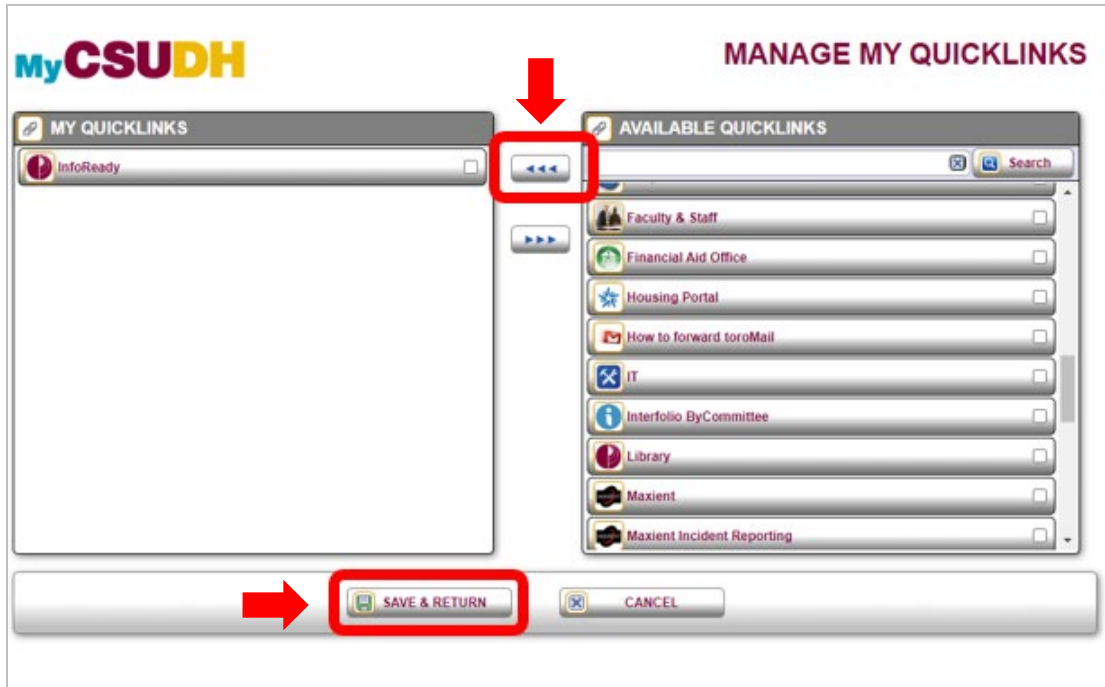 MyCSUDH
MANAGE MY QUICKLINKS
MY QUICKLINKS
InfoReady
AVAILABLE QUICKLINKS
Search
Faculty & Staff
Financial Aid Office
Housing Portal
How to forward toroMail
IT
Interfolio ByCommittee
Library
Maxient
Maxient Incident Reporting
SAVE & RETURN
CANCEL